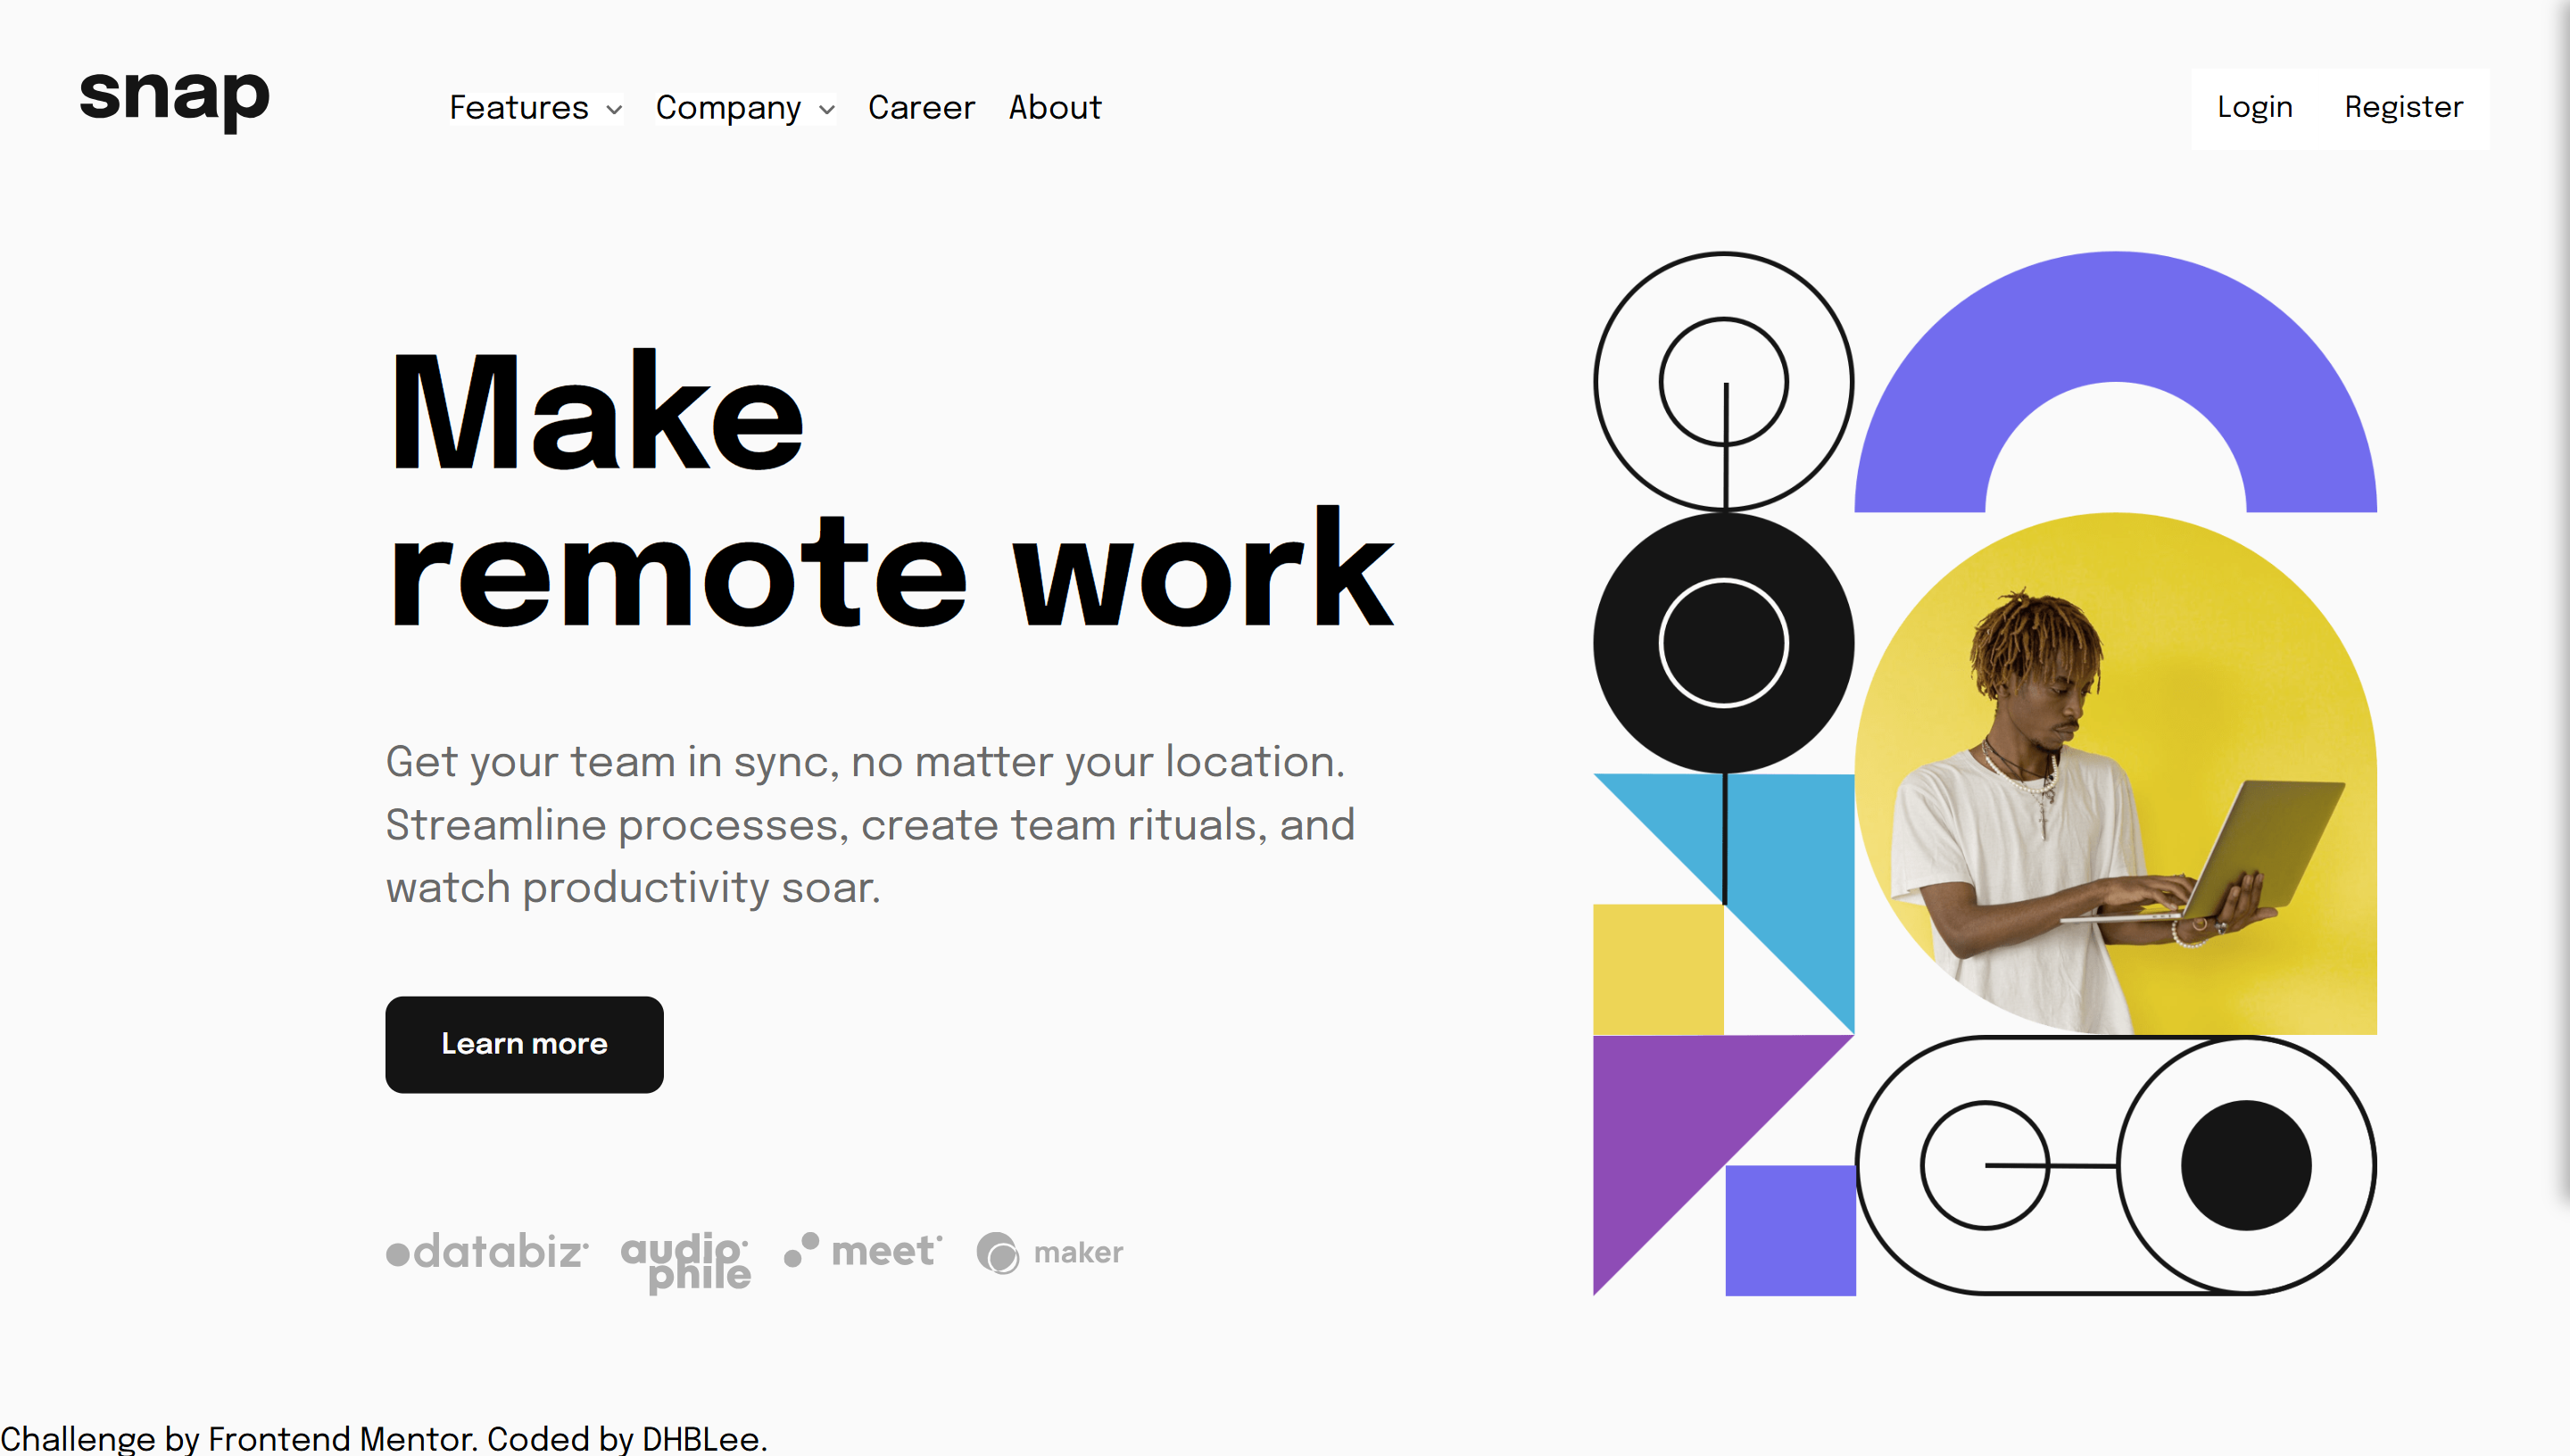 snap
Features
Company
Career
About
Login
Register
Make
remote work
Get your team in sync, no matter your location.
Streamline processes, create team rituals, and
watch productivity soar.
Learn more
databiz
audio
phile
meet
maker
Challenge by Frontend Mentor. Coded by DHBLee.